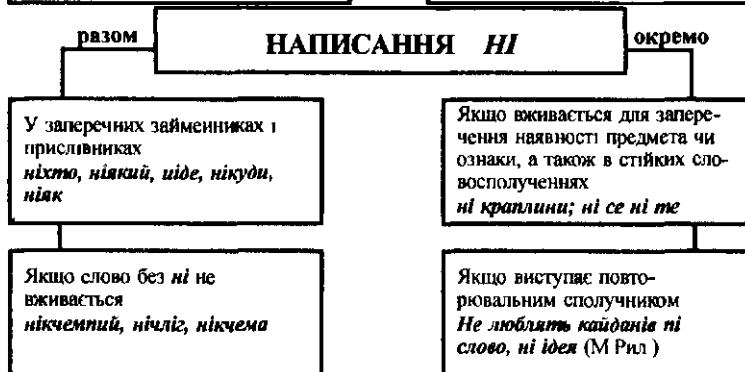 разом
НАПИСАННЯ НІ
окремо
У заперечних займенниках і
прислівниках
ніхто, ніякий, ніде, нікуди,
ніяк
Якщо вживається для запере-
чення наявності предмета чи
ознаки, а також в стійких сло-
восполученнях
ні краплини; ні се ні те
Якщо слово без ні не
вживається
нікчемний, нічліг, нікчема
Якщо виступає повто-
рювальним сполучником
Не люблять кайданів ні
слово, ні ідея (М Рил )